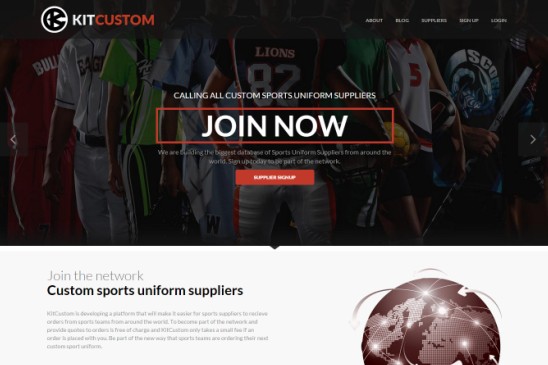 KITCUSTOM
ABOUT BLOG SUPPLIERS SIGN UP LOGIN
BULL
LIONS
82
CALLING ALL CUSTOM SPORTS UNIFORM SUPPLIERS
JOIN NOW
We are building the biggest database of Sports Uniform Suppliers from around the
world. Sign up today to be part of the network.
SUPPLIER SIGNUP
Join the network
Custom sports uniform suppliers
KitCustom is developing a platform that will make it easier for sports suppliers to recieve
orders from sports teams from around the world. To become part of the network and
provide quotes to orders is free of charge and KitCustom only takes a small fee if an
order is placed with you. Be part of the new way that sports teams are ordering their next
custom sport uniform.